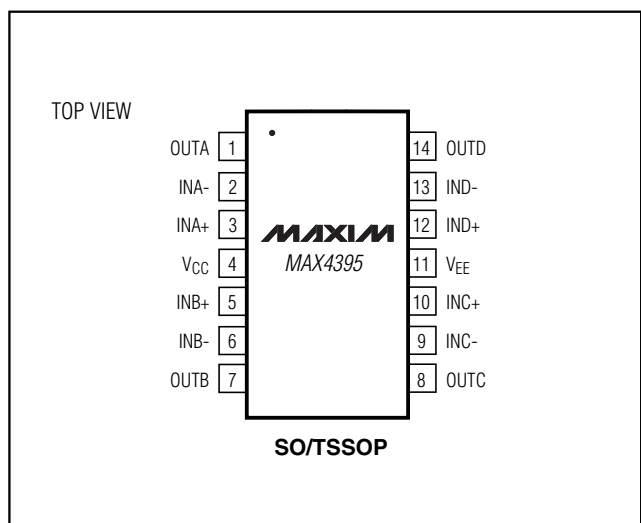 TOP VIEW
OUTA 1 14 OUTD
INA- 2 13 IND-
INA+ 3 12 IND+
MAXIM
VCC 4 MAX4395 11 VEE
INB+ 5 10 INC+
INB- 6 9 INC-
OUTB 7 8 OUTC
SO/TSSOP